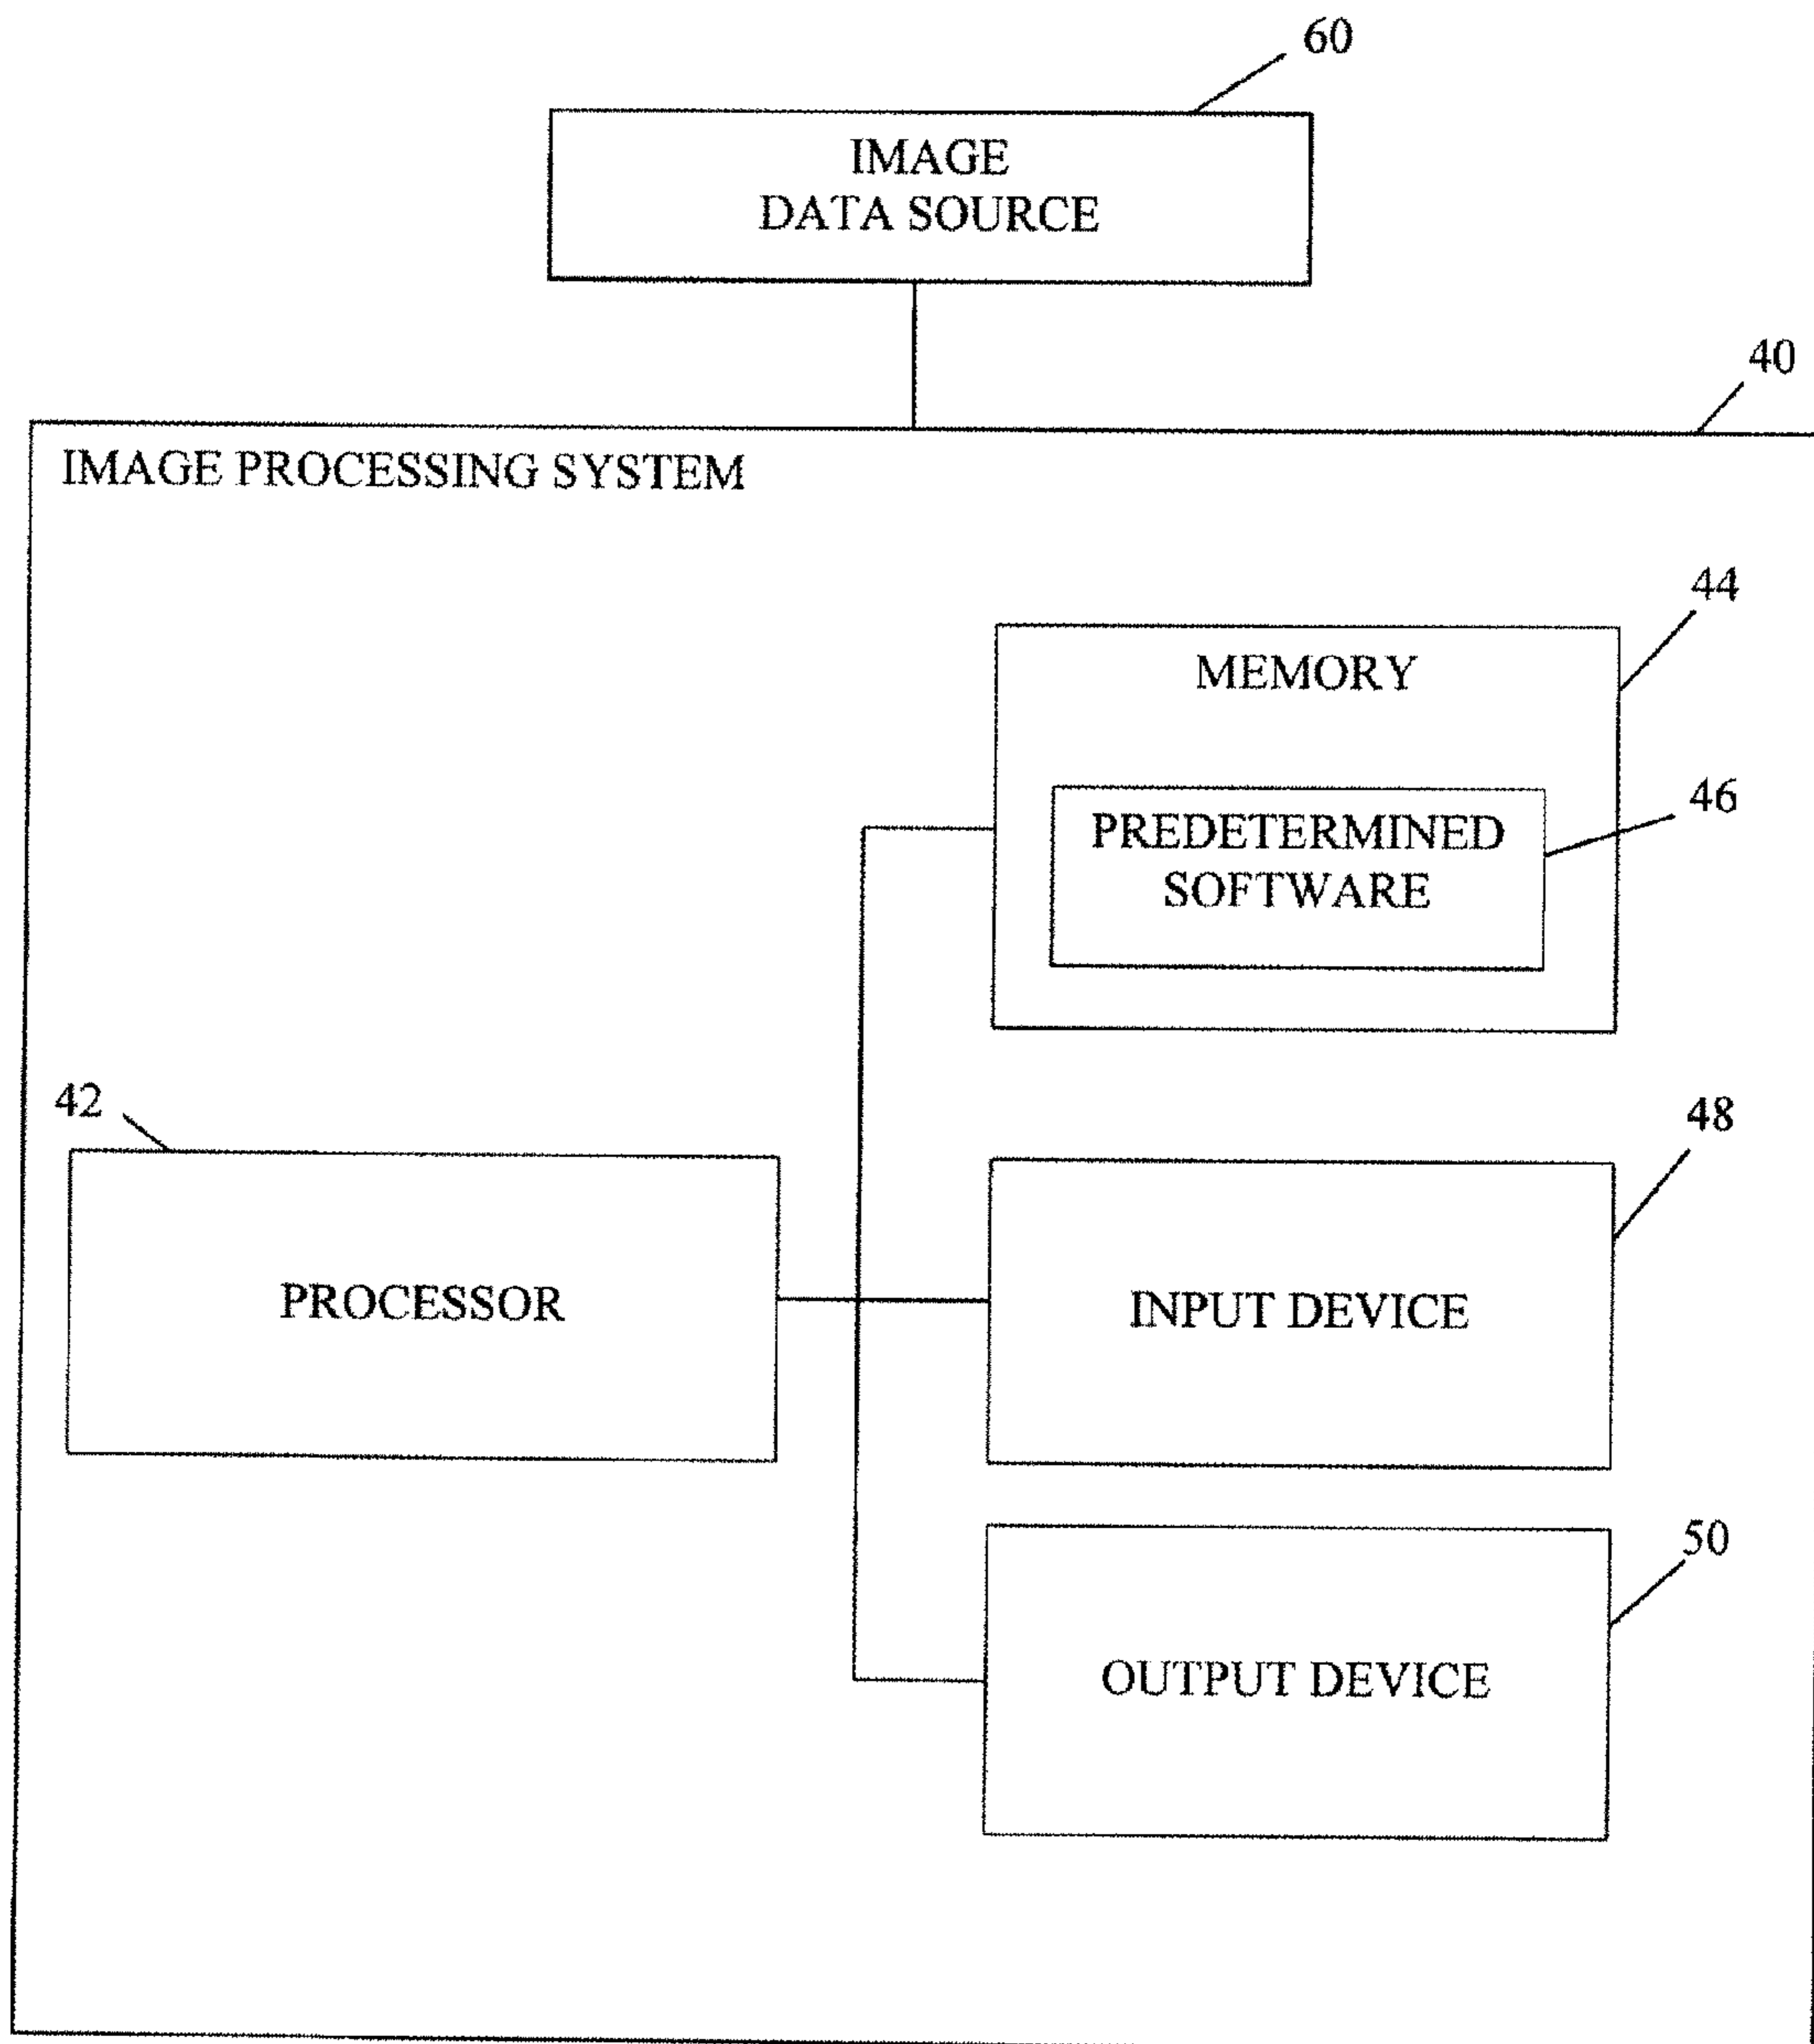 60
IMAGE
DATA SOURCE
40
IMAGE PROCESSING SYSTEM
44
MEMORY
46
PREDETERMINED
SOFTWARE
42
48
PROCESSOR
INPUT DEVICE
50
OUTPUT DEVICE